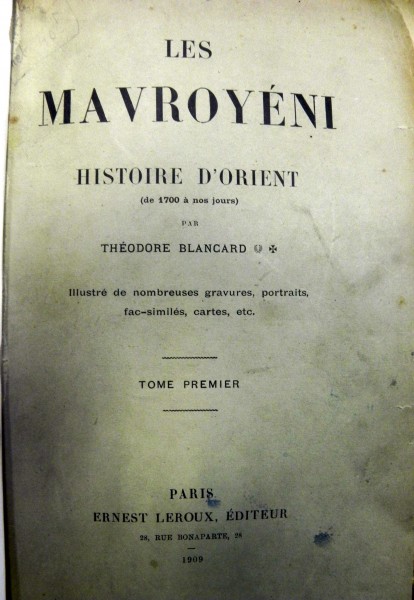 LES
MAVROYÉNI
HISTOIRE D'ORIENT
(de 1700 à nos jours)
PAR
THÉODORE BLANCARD
Illustré de nombreuses gravures, portraits,
fac-similés, cartes, etc.
TOME PREMIER
PARIS
ERNEST LEROUX, ÉDITEUR
28, RUE BONAPARTE, 28
1909